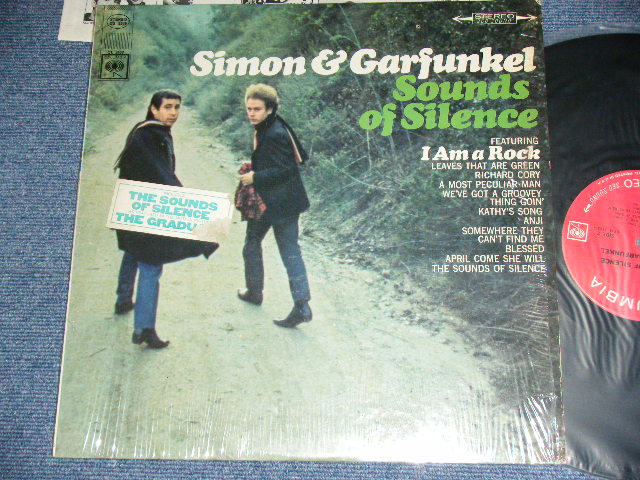 STEREO
Simon & Garfunkel
Sounds
of Silence
FEATURING
I Am a Rock
LEAVES THAT ARE GREEN
RICHARD CORY
A MOST PECULIAR MAN
WE'VE GOT A GROOVEY
THING GOIN'
KATHY'S SONG
ANJI
SOMEWHERE THEY
CAN'T FIND ME
BLESSED
APRIL COME SHE WILL
THE SOUNDS OF SILENCE
THE SOUNDS
OF SILENCE
THE GRADU